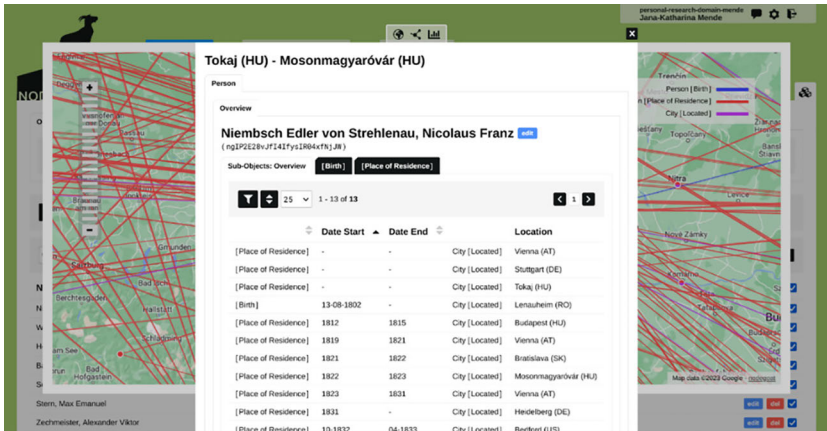 personal-research-domain-mende
Jana-Katharina Mende
Tokaj (HU) - Mosonmagyaróvár (HU)
Person
Overview
Niembsch Edler von Strehlenau, Nicolaus Franz edit
Sub-Objects: Overview [Birth] [Place of Residence]
25 1 - 13 of 13 1
Date Start Date End Location
[Place of Residence] - - City [Located] Vienna (AT)
[Place of Residence] - - City [Located] Stuttgart (DE)
[Place of Residence] - - City [Located] Tokaj (HU)
[Birth] 13-08-1802 City [Located] Lenauheim (RO)
[Place of Residence] 1812 1815 City [Located] Budapest (HU)
[Place of Residence] 1819 1821 City [Located] Vienna (AT)
[Place of Residence] 1821 1822 City [Located] Bratislava (SK)
[Place of Residence] 1822 1823 City [Located] Mosonmagyaróvár (HU)
[Place of Residence] 1823 1831 City [Located] Vienna (AT)
[Place of Residence] 1831 - City [Located] Heidelberg (DE)
[Place of Residence] 10-1832 04-1833 City [Located] Bedford (US)
Passau
Gmunden
Salzburg
Bad Ischl
Berchtesgaden
Hallstatt
Schladming
Bad
Hofgastein
Trenčín
Person [Birth]
[Place of Residence]
City [Located]
Topoľčany
Nitra
Levice
Nové Zámky
Komárno
Tata
Map data ©2023 Google
Stern, Max Emanuel
edit del
Zechmeister, Alexander Viktor
edit del